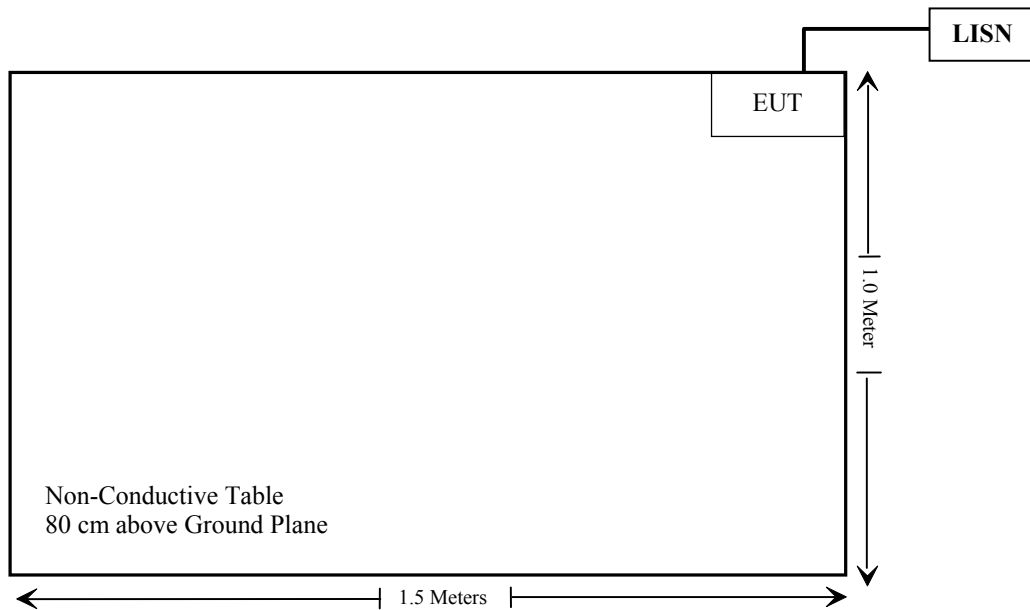 LISN
EUT
1.0 Meter
Non-Conductive Table
80 cm above Ground Plane
1.5 Meters